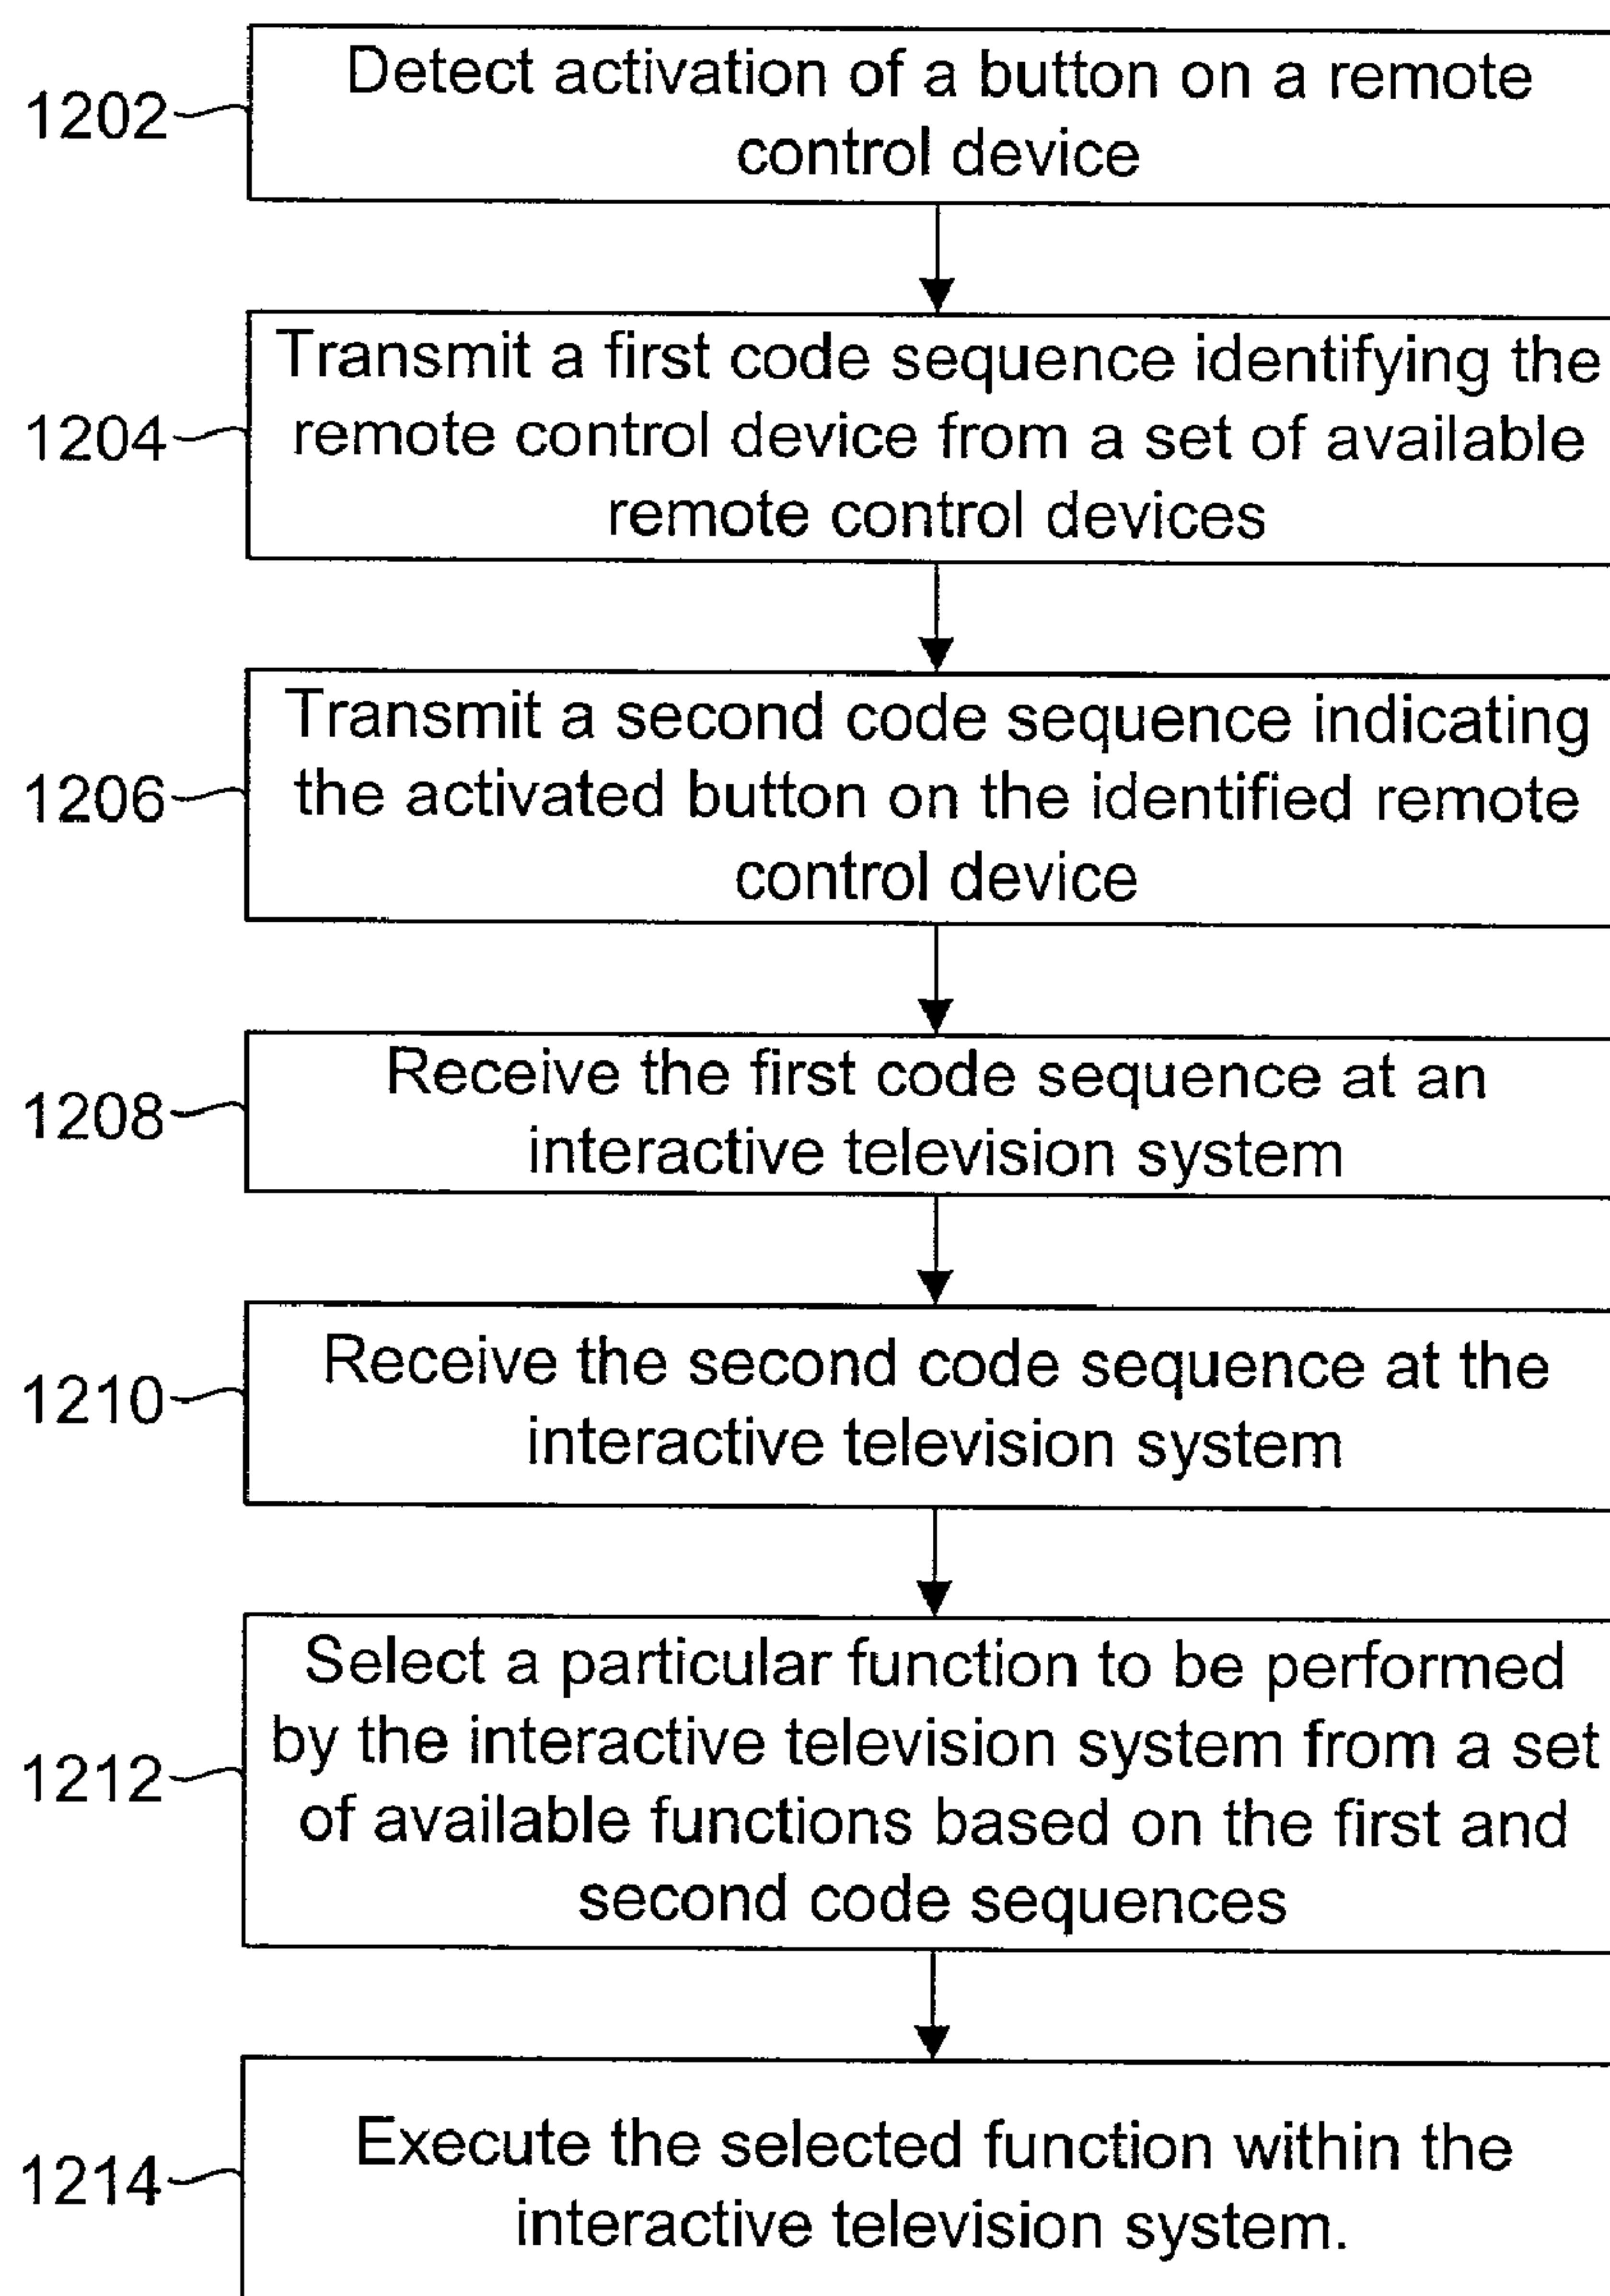 Detect activation of a button on a remote
control device
1202
Transmit a first code sequence identifying the
remote control device from a set of available
remote control devices
1204
Transmit a second code sequence indicating
the activated button on the identified remote
control device
1206
Receive the first code sequence at an
interactive television system
1208
Receive the second code sequence at the
interactive television system
1210
Select a particular function to be performed
by the interactive television system from a set
of available functions based on the first and
second code sequences
1212
Execute the selected function within the
interactive television system.
1214